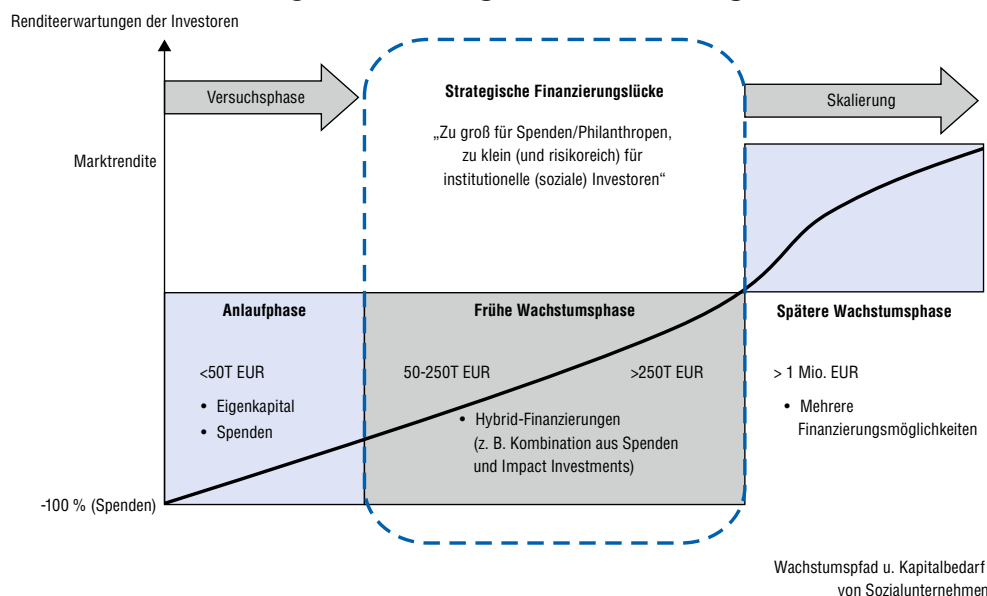 Renditeerwartungen der Investoren
Versuchsphase
Strategische Finanzierungslücke
„Zu groß für Spenden/Philanthropen,
zu klein (und risikoreich) für
institutionelle (soziale) Investoren“
Skalierung
Marktrendite
Anlaufphase
<50T EUR
• Eigenkapital
• Spenden
Frühe Wachstumsphase
50-250T EUR
>250T EUR
• Hybrid-Finanzierungen
(z. B. Kombination aus Spenden
und Impact Investments)
Spätere Wachstumsphase
> 1 Mio. EUR
• Mehrere
Finanzierungsmöglichkeiten
-100 % (Spenden)
Wachstumspfad u. Kapitalbedarf
von Sozialunternehmen